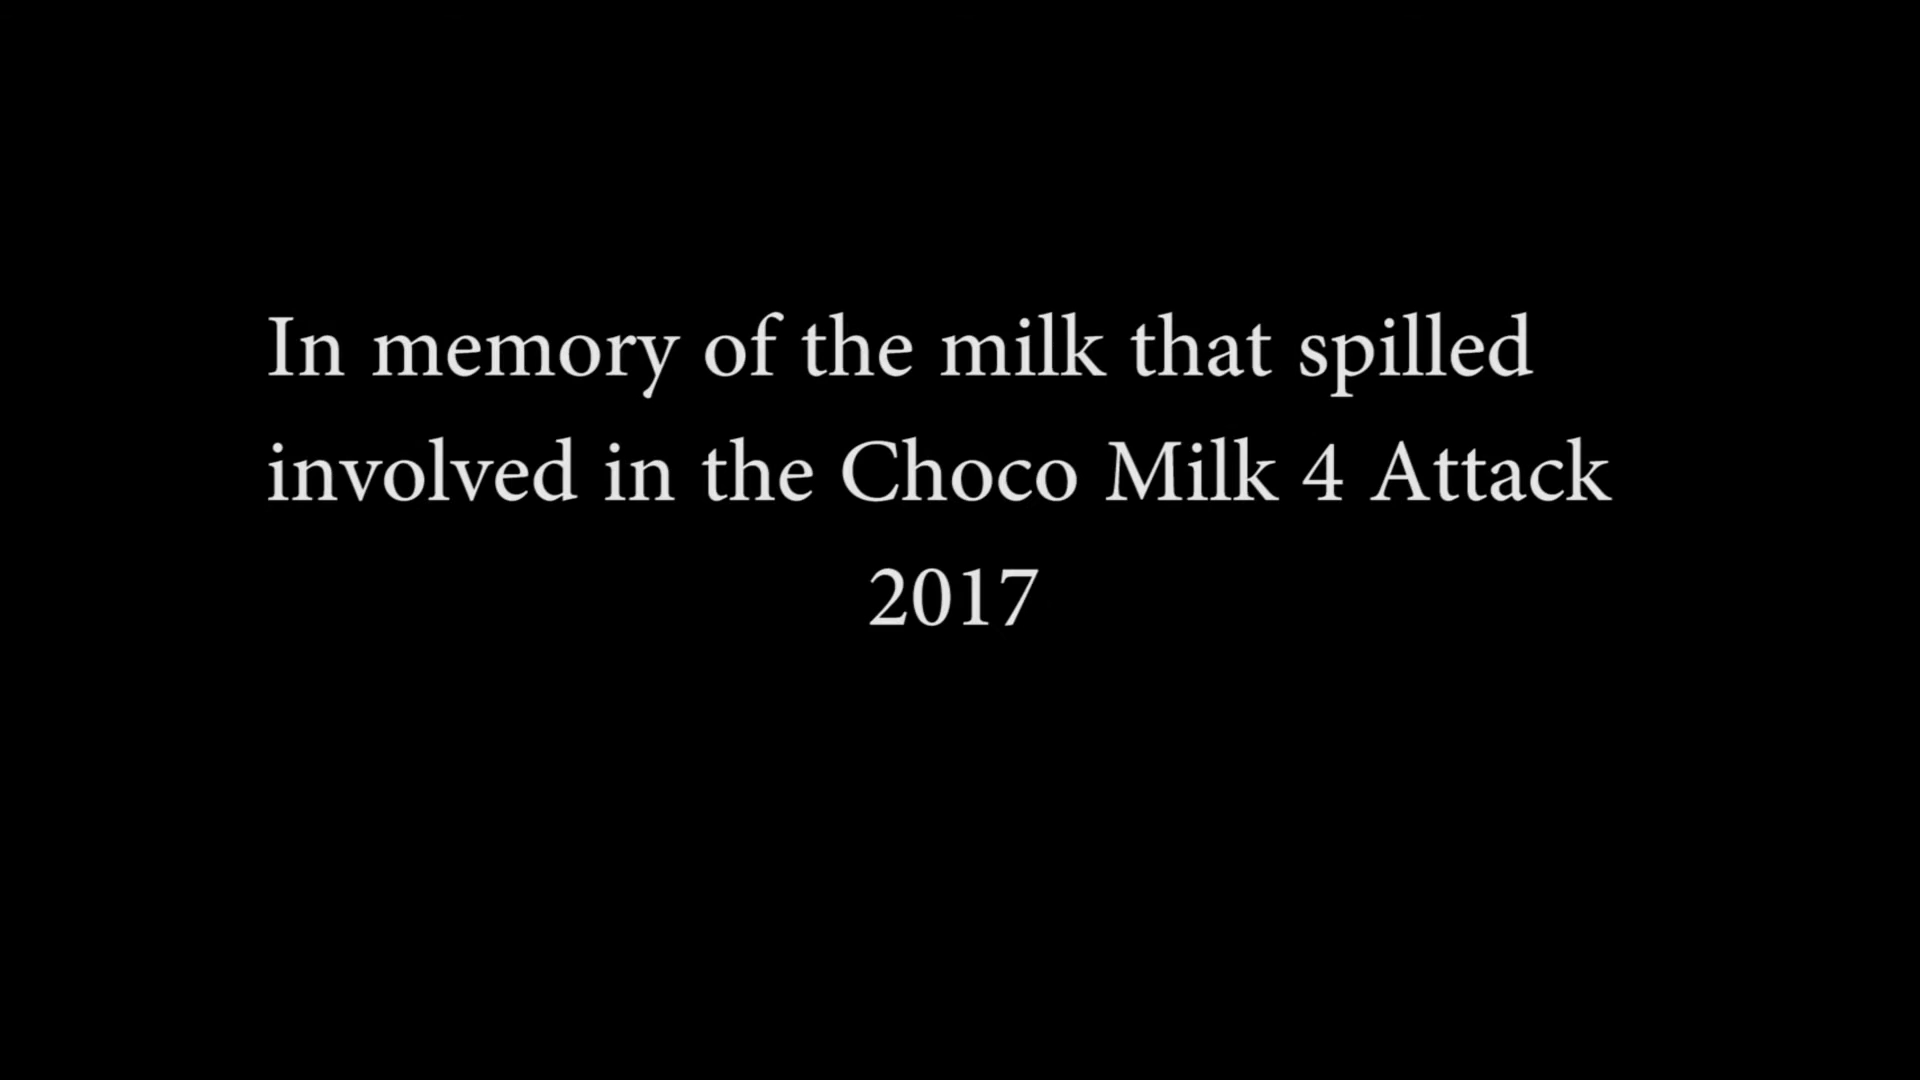 In memory of the milk that spilled
involved in the Choco Milk 4 Attack
2017